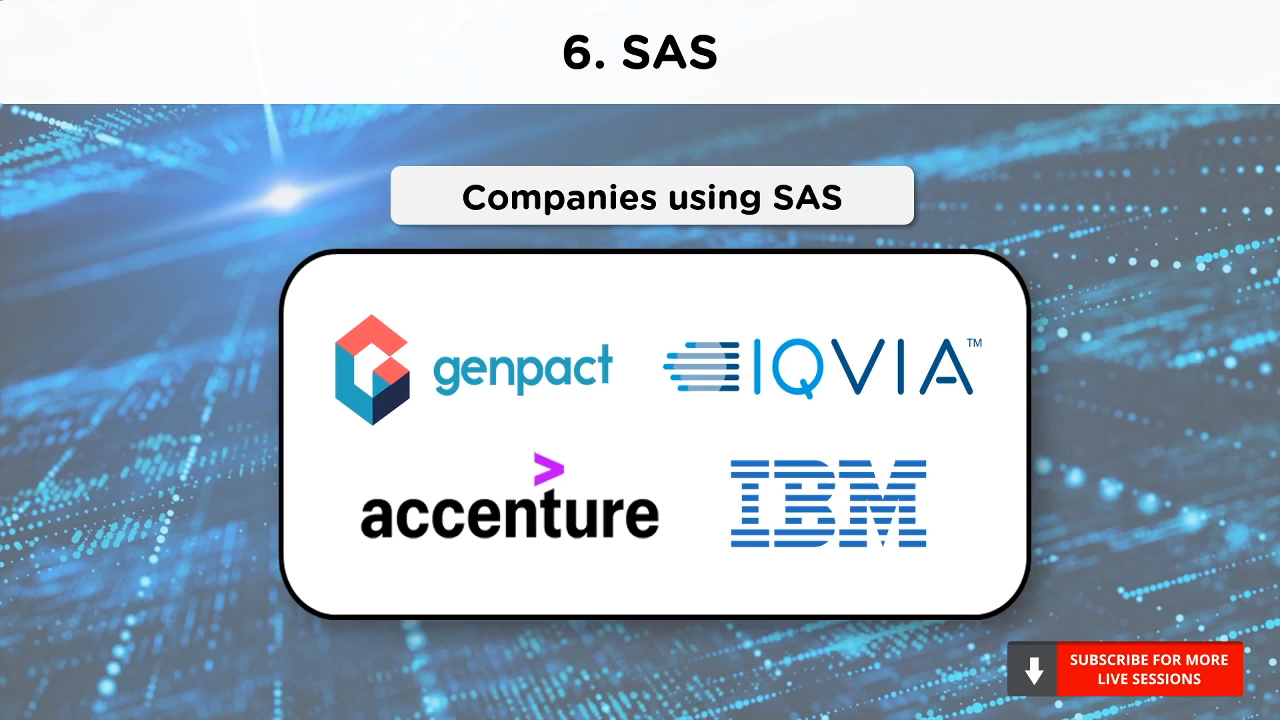 6. SAS
Companies using SAS
genpact
IQVIA™
accenture
IBM
SUBSCRIBE FOR MORE
LIVE SESSIONS